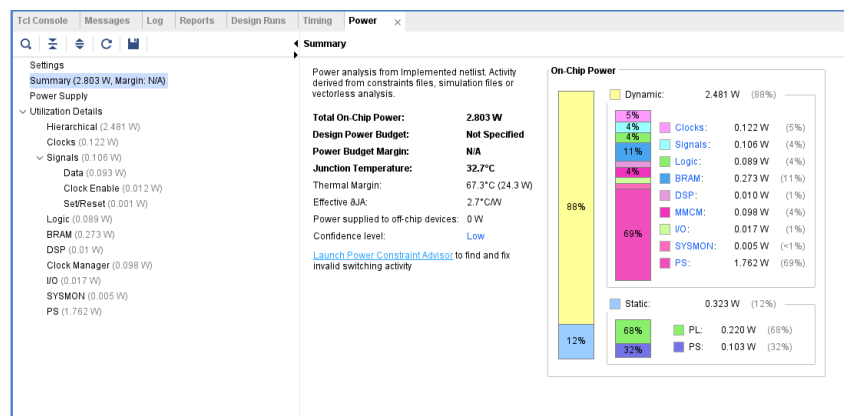 Tcl Console Messages Log Reports Design Runs Timing Power ×
Summary
Settings
Summary (2.803 W, Margin: N/A)
Power Supply
Utilization Details
Hierarchical (2.481 W)
Clocks (0.122 W)
Signals (0.106 W)
Data (0.093 W)
Clock Enable (0.012 W)
Set/Reset (0.001 W)
Logic (0.089 W)
BRAM (0.273 W)
DSP (0.01 W)
Clock Manager (0.098 W)
I/O (0.017 W)
SYSMON (0.005 W)
PS (1.762 W)
Power analysis from Implemented netlist. Activity
derived from constraints files, simulation files or
vectorless analysis.
Total On-Chip Power: 2.803 W
Design Power Budget: Not Specified
Power Budget Margin: N/A
Junction Temperature: 32.7°C
Thermal Margin: 67.3°C (24.3 W)
Effective ϑJA: 2.7°C/W
Power supplied to off-chip devices: 0 W
Confidence level: Low
Launch Power Constraint Advisor to find and fix
invalid switching activity
On-Chip Power
88%
12%
Dynamic: 2.481 W (88%)
5%
4%
4%
11%
4%
69%
Clocks: 0.122 W (5%)
Signals: 0.106 W (4%)
Logic: 0.089 W (4%)
BRAM: 0.273 W (11%)
DSP: 0.010 W (1%)
MMCM: 0.098 W (4%)
I/O: 0.017 W (1%)
SYSMON: 0.005 W (<1%)
PS: 1.762 W (69%)
Static: 0.323 W (12%)
68%
32%
PL: 0.220 W (68%)
PS: 0.103 W (32%)